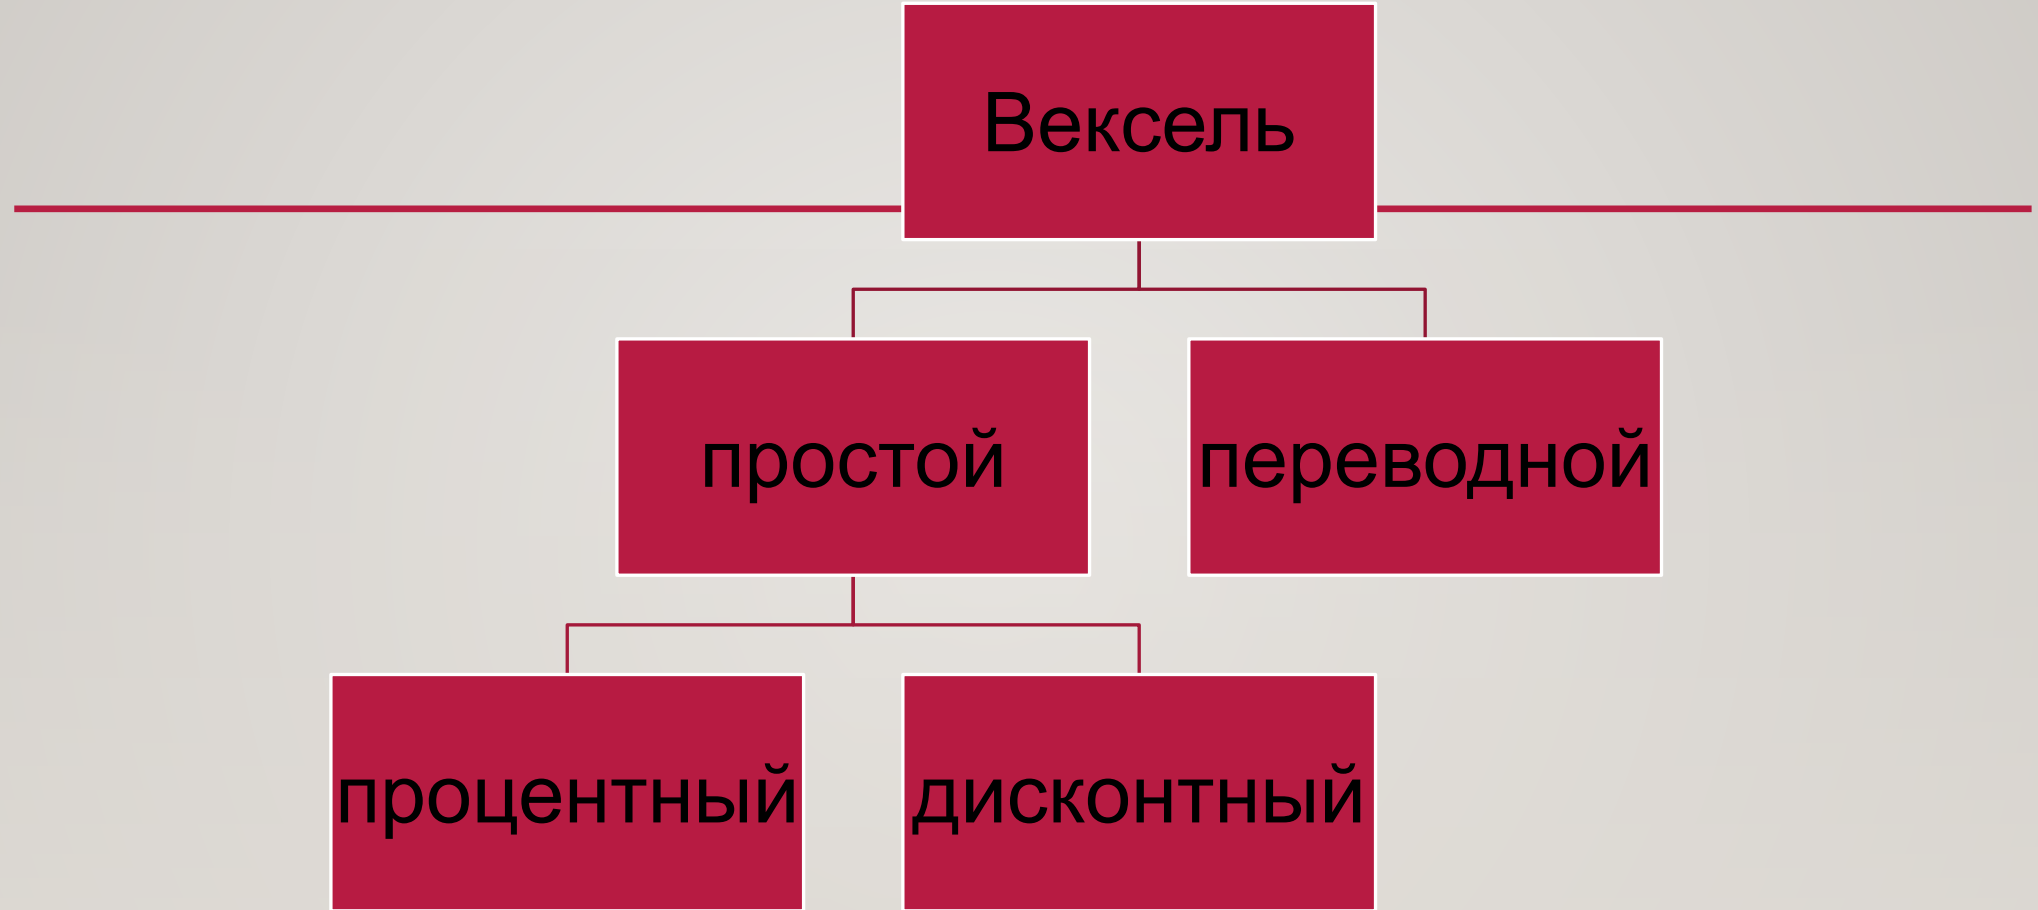 Вексель
простой
переводной
процентный
дисконтный